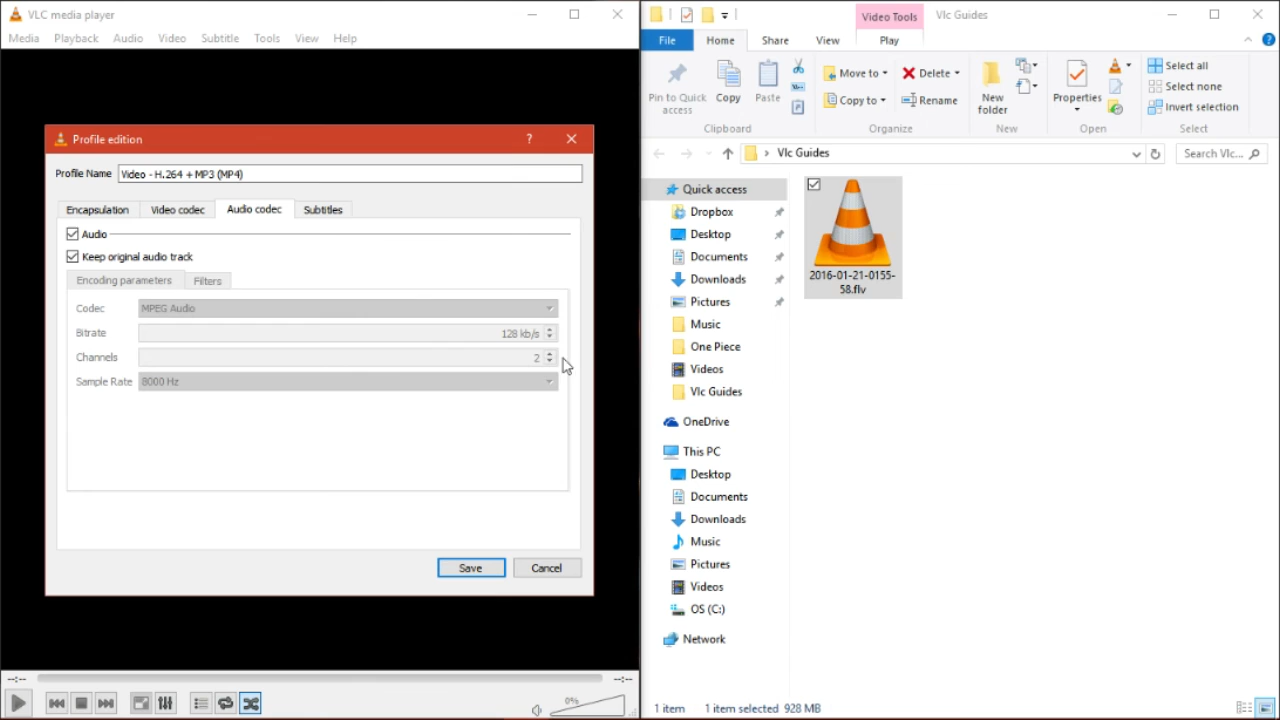 VLC media player
Media Playback Audio Video Subtitle Tools View Help
Profile edition ?
Profile Name Video - H.264 + MP3 (MP4)
Encapsulation Video codec Audio codec Subtitles
Audio
Keep original audio track
Encoding parameters Filters
Codec MPEG Audio
Bitrate 128 kb/s
Channels 2
Sample Rate 8000 Hz
Save Cancel
--:-- --:--
0%
Video Tools Vlc Guides
File Home Share View Play ?
Pin to Quick
access
Copy
Paste
Clipboard
Move to
Copy to
Delete
Rename
Organize
New
folder
New
Properties
Open
Select all
Select none
Invert selection
Select
Vlc Guides
Search Vlc...
Quick access
Dropbox
Desktop
Documents
Downloads
Pictures
Music
One Piece
Videos
Vlc Guides
OneDrive
This PC
Desktop
Documents
Downloads
Music
Pictures
Videos
OS (C:)
Network
2016-01-21-0155-
58.flv
1 item 1 item selected 928 MB